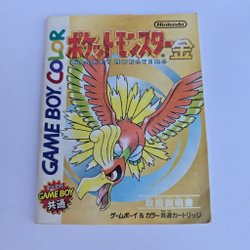 GAME BOY COLOR
Nintendo
ポケットモンスター金
POCKET MONSTERS
GAME BOY
共通
取扱説明書
ゲームボーイ&カラー共通カートリッジ